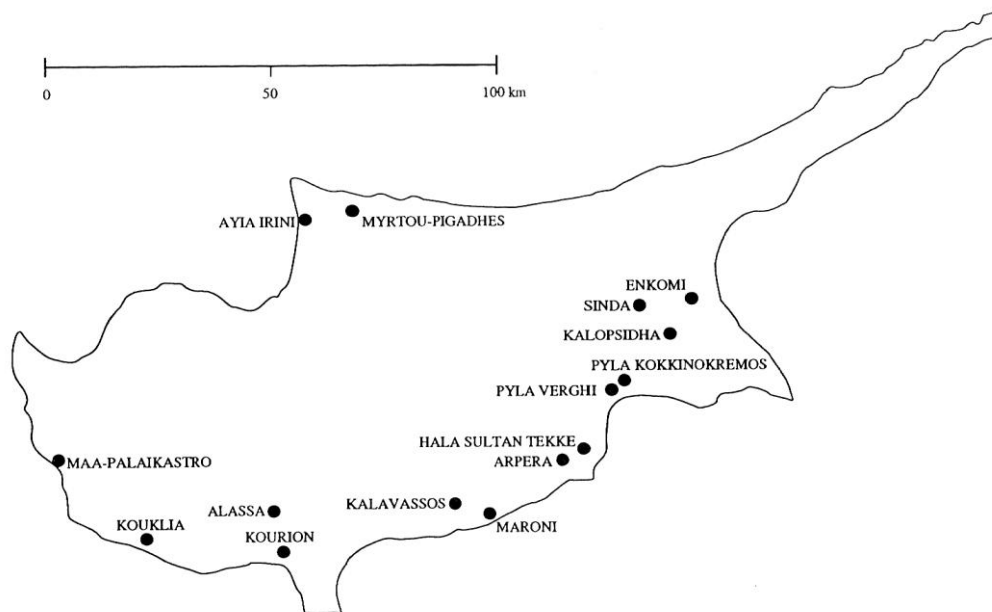 0
50
100 km
AYIA IRINI
MYRTOU-PIGADHES
ENKOMI
SINDA
KALOPSIDHA
PYLA KOKKINOKREMOS
PYLA VERGHI
HALA SULTAN TEKKE
ARPERA
MAA-PALAIKASTRO
ALASSA
KALAVASSOS
MARONI
KOUKLIA
KOURION